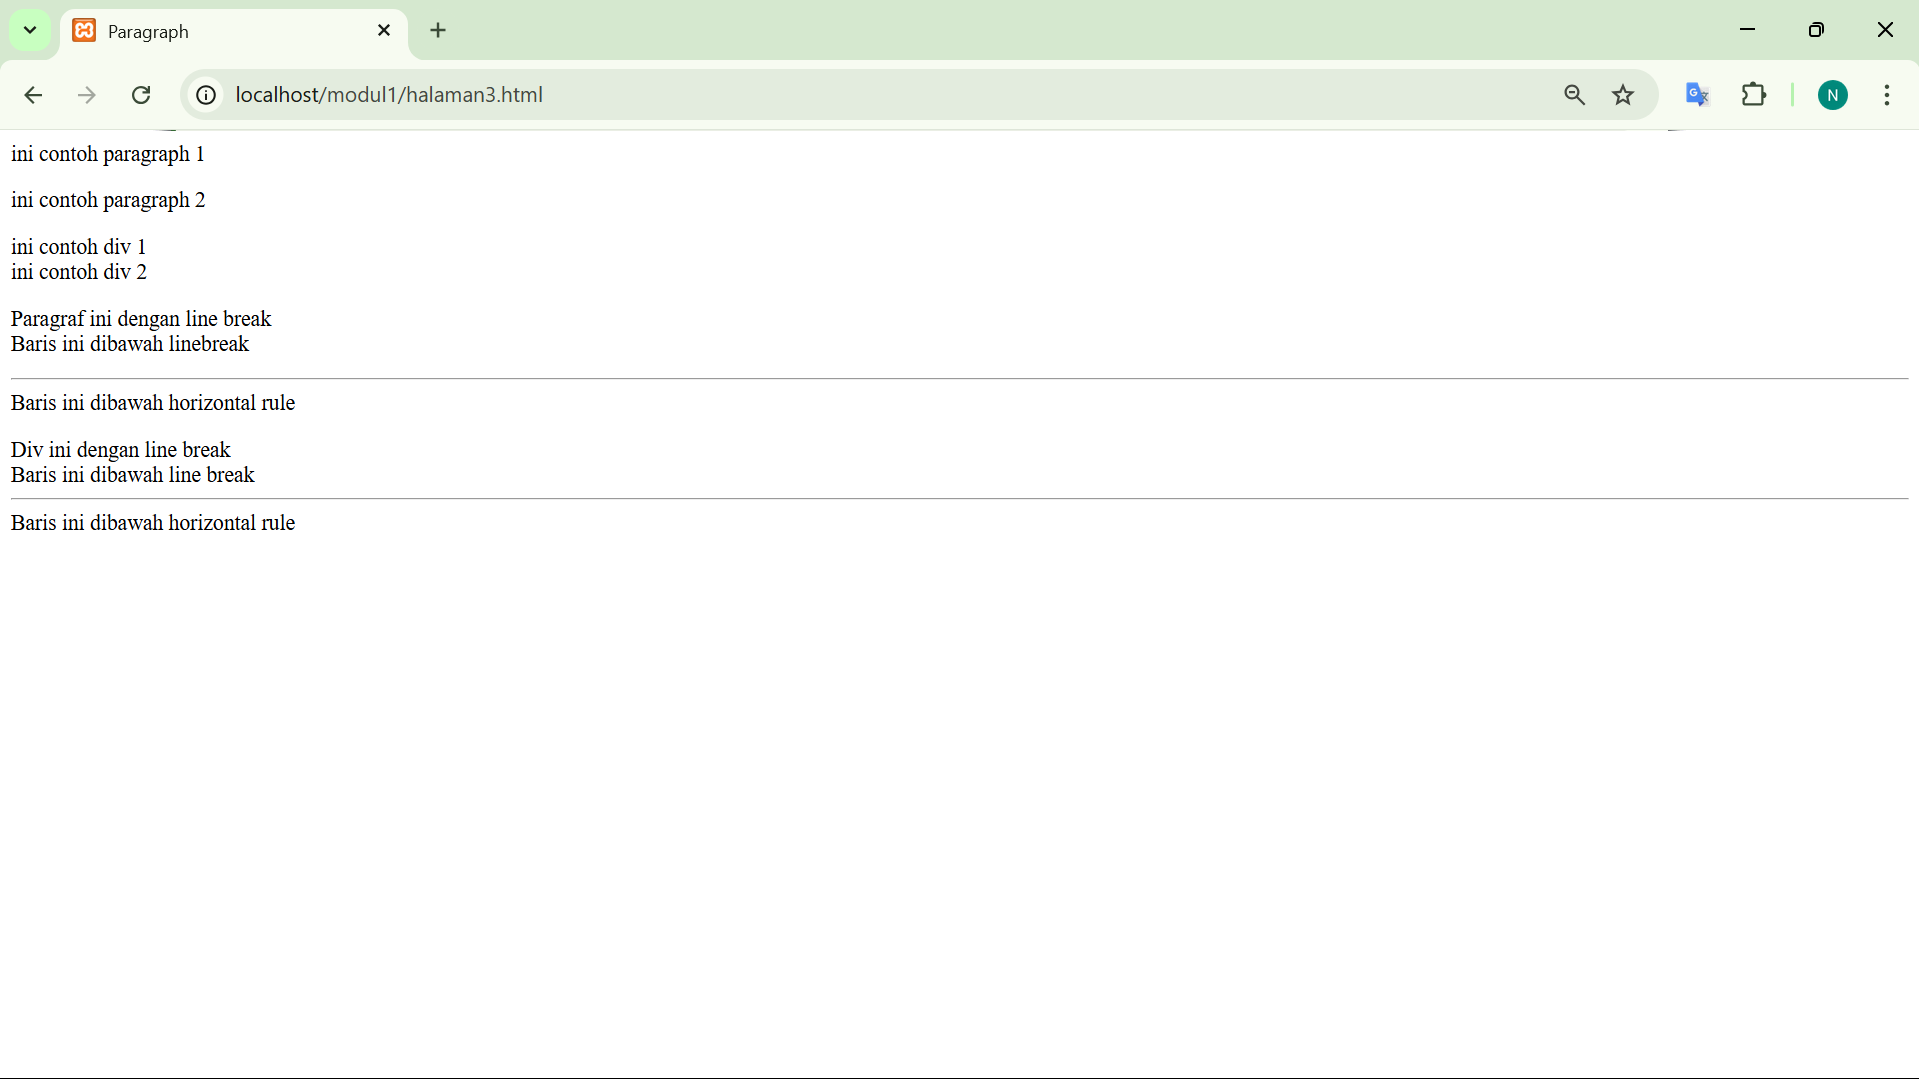 Paragraph
localhost/modul1/halaman3.html
N
ini contoh paragraph 1
ini contoh paragraph 2
ini contoh div 1
ini contoh div 2
Paragraf ini dengan line break
Baris ini dibawah linebreak
Baris ini dibawah horizontal rule
Div ini dengan line break
Baris ini dibawah line break
Baris ini dibawah horizontal rule